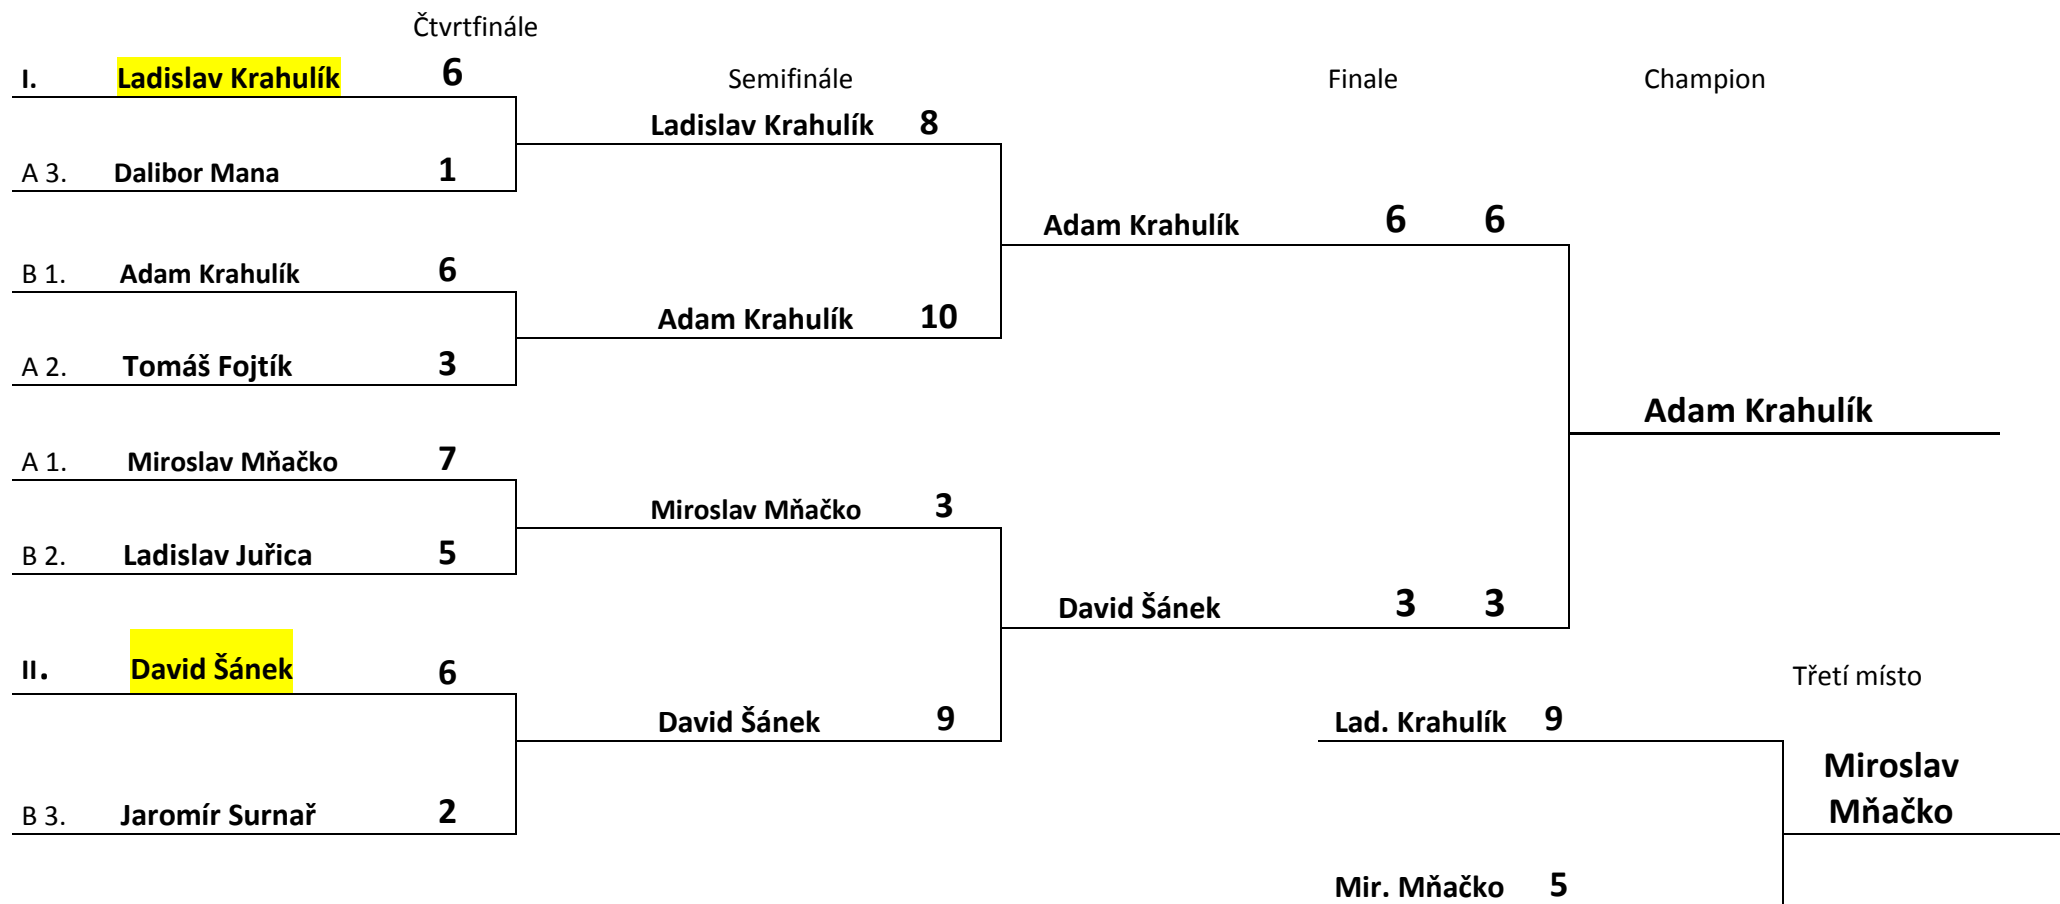 Čtvrtfinále
I. Ladislav Krahulík 6 Semifinále Finale Champion
Ladislav Krahulík 8
A 3. Dalibor Mana 1
Adam Krahulík 6 6
B 1. Adam Krahulík 6
Adam Krahulík 10
A 2. Tomáš Fojtík 3
Adam Krahulík
A 1. Miroslav Mňačko 7
Miroslav Mňačko 3
B 2. Ladislav Juřica 5
David Šánek 3 3
II. David Šánek 6 Třetí místo
David Šánek 9 Lad. Krahulík 9
Miroslav
Mňačko
B 3. Jaromír Surnař 2
Mir. Mňačko 5